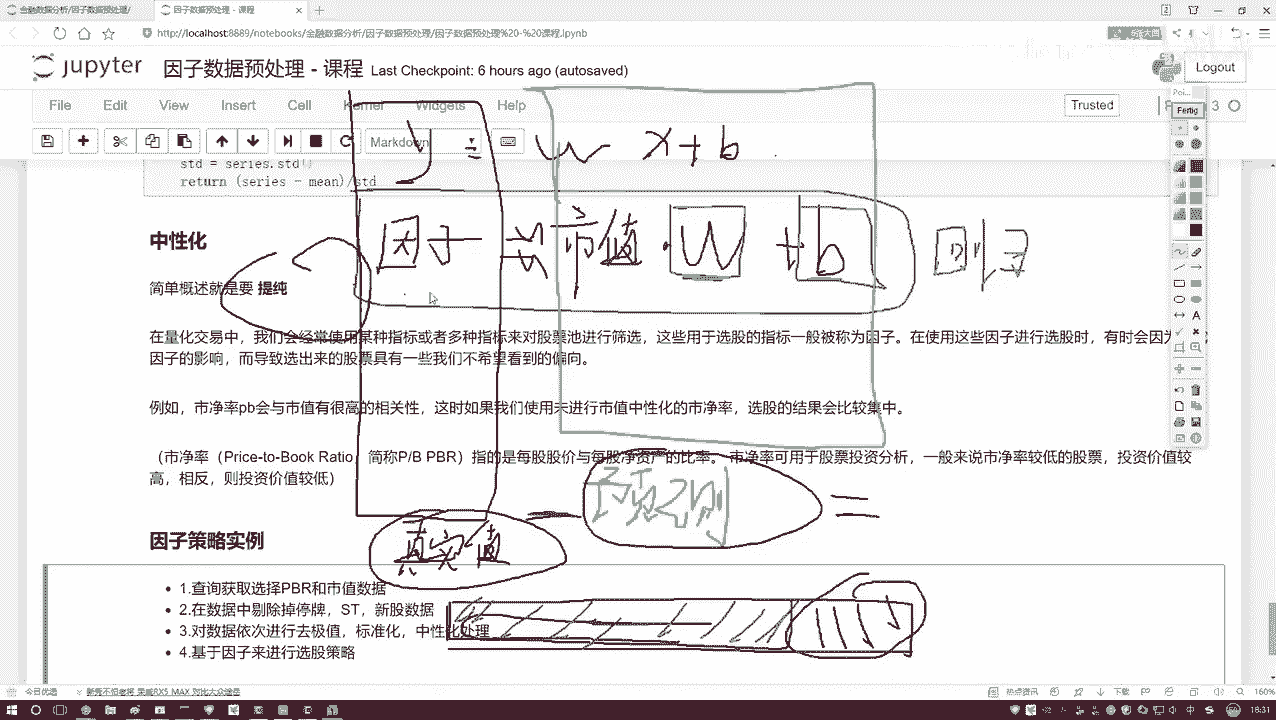 金融数据分析/因子数据预处理/
因子数据预处理 - 课程
http://localhost:8889/notebooks/金融数据分析/因子数据预处理/因子数据预处理%20-%20课程.ipynb
jupyter 因子数据预处理 - 课程 Last Checkpoint: 6 hours ago (autosaved)
Logout
File Edit View Insert Cell Kernel Widgets Help
Trusted
3
Fertig
Markdown
y = w x + b
std = series.std
return (series - mean)/std
因子 市值 · W + b
回归
中性化
简单概述就是要 提纯
在量化交易中,我们会经常使用某种指标或者多种指标来对股票池进行筛选,这些用于选股的指标一般被称为因子。在使用这些因子进行选股时,有时会因为
因子的影响,而导致选出来的股票具有一些我们不希望看到的偏向。
例如,市净率pb会与市值有很高的相关性,这时如果我们使用未进行市值中性化的市净率,选股的结果会比较集中。
(市净率(Price-to-Book Ratio 简称P/B PBR)指的是每股股价与每股净资产的比率。 市净率可用于股票投资分析,一般来说市净率较低的股票,投资价值较
高,相反,则投资价值较低)
真实值 - 预测 =
因子策略实例
1.查询获取选择PBR和市值数据
2.在数据中剔除掉停牌,ST,新股数据
3.对数据依次进行去极值,标准化,中性化处理
4.基于因子来进行选股策略
今日优选
热点资讯
下载
160%
18:31